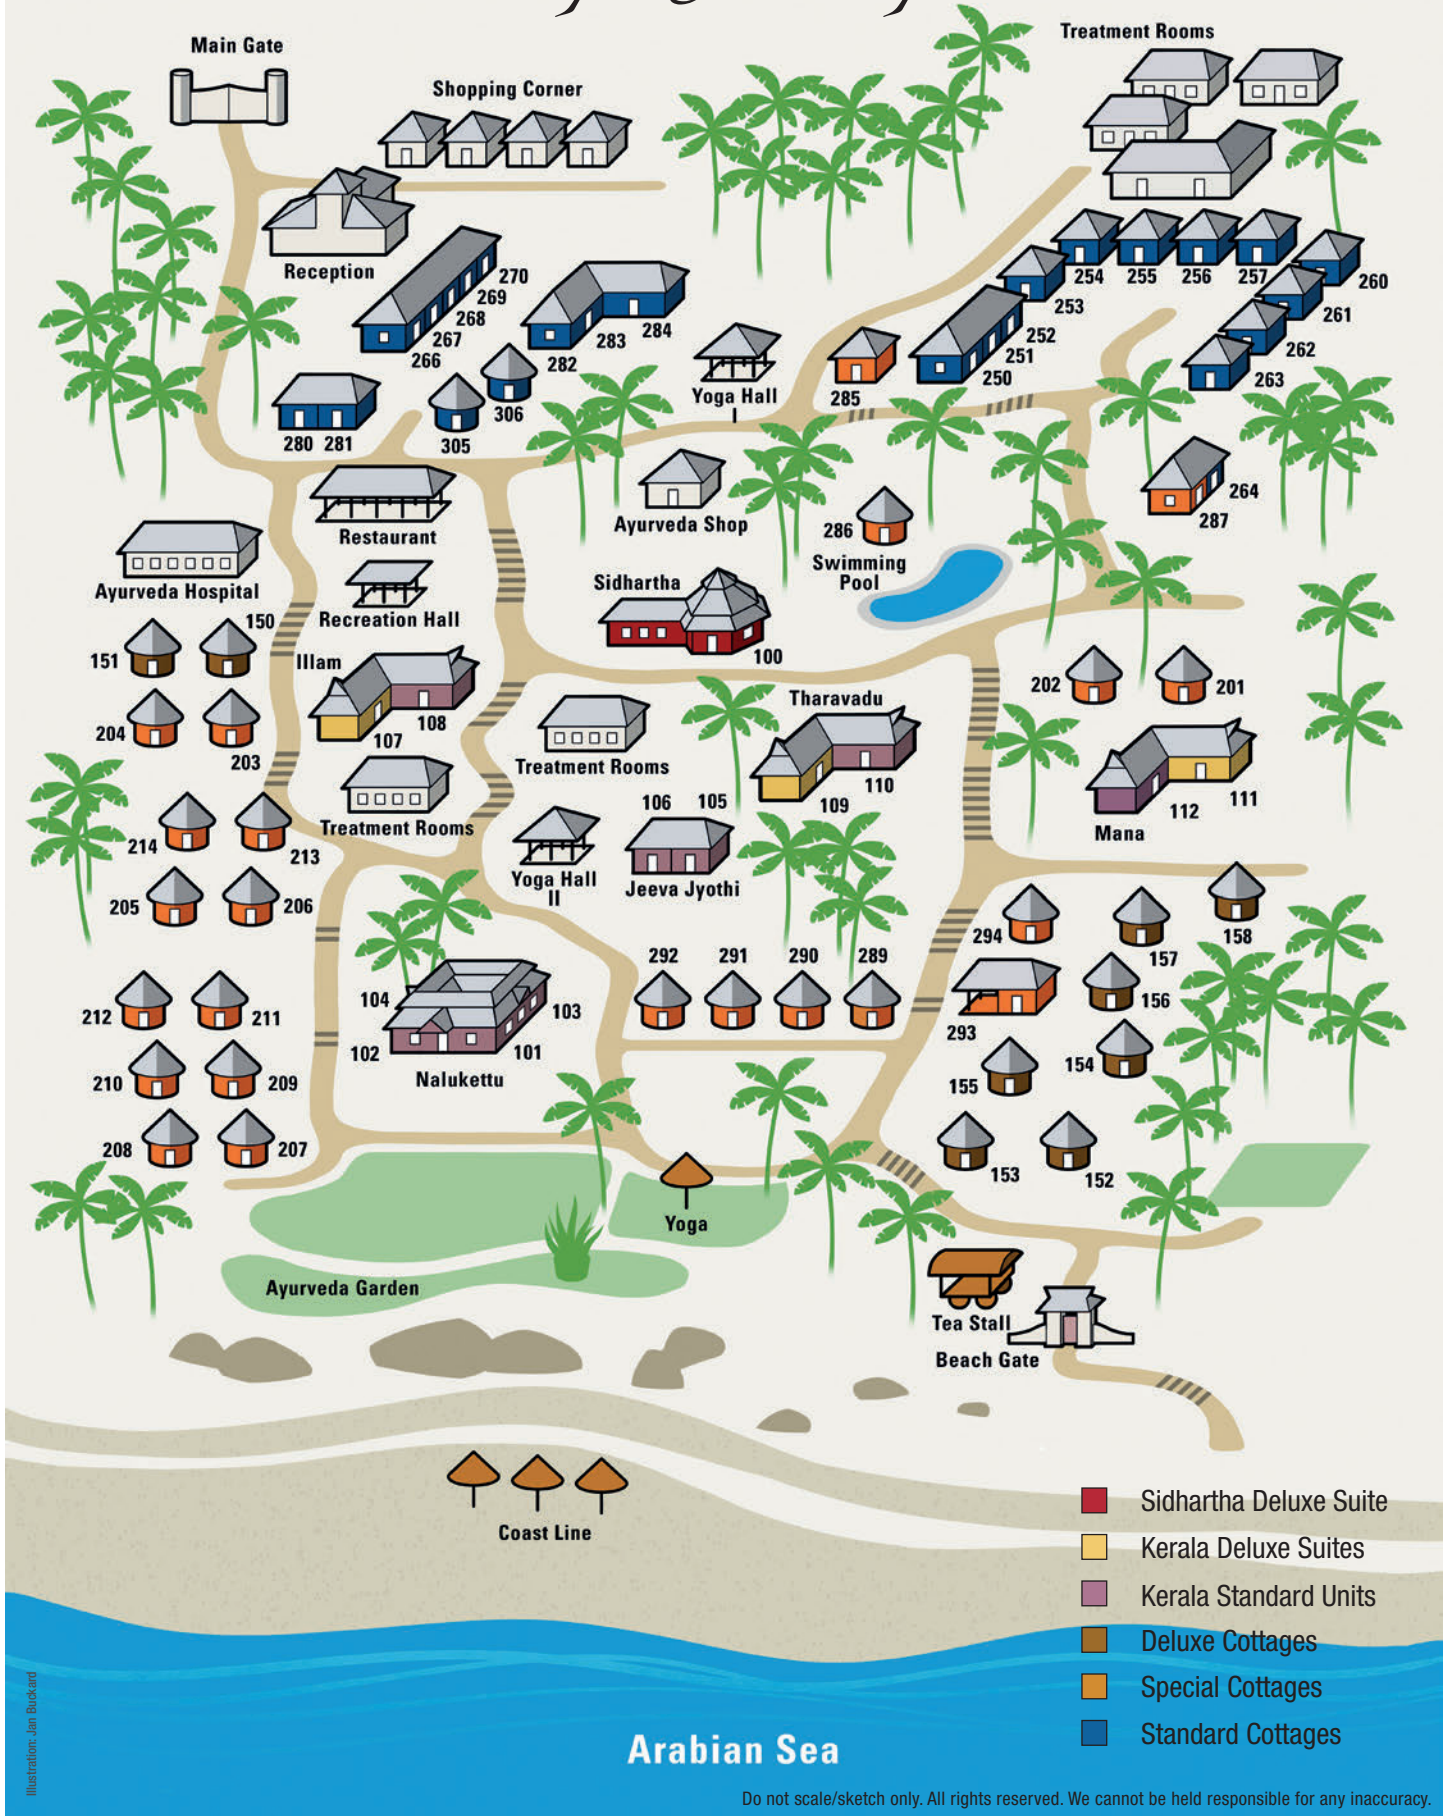 Main Gate
Treatment Rooms
Shopping Corner
Reception
270
269
268
267
266
284
283
282
254
255
256
257
260
253
261
252
262
251
250
263
Yoga Hall
I
285
306
305
280
281
Restaurant
Ayurveda Shop
286
264
287
Swimming
Pool
Ayurveda Hospital
Recreation Hall
Sidhartha
100
150
151
Illam
108
107
204
203
202
201
Treatment Rooms
Tharavadu
110
109
111
112
Mana
Treatment Rooms
106
105
214
213
Yoga Hall
II
Jeeva Jyothi
205
206
294
157
158
292
291
290
289
156
104
103
102
101
Nalukettu
212
211
293
154
155
210
209
208
207
153
152
Yoga
Ayurveda Garden
Tea Stall
Beach Gate
Coast Line
Sidhartha Deluxe Suite
Kerala Deluxe Suites
Kerala Standard Units
Deluxe Cottages
Special Cottages
Standard Cottages
Illustration: Jan Buckard
Arabian Sea
Do not scale/sketch only. All rights reserved. We cannot be held responsible for any inaccuracy.